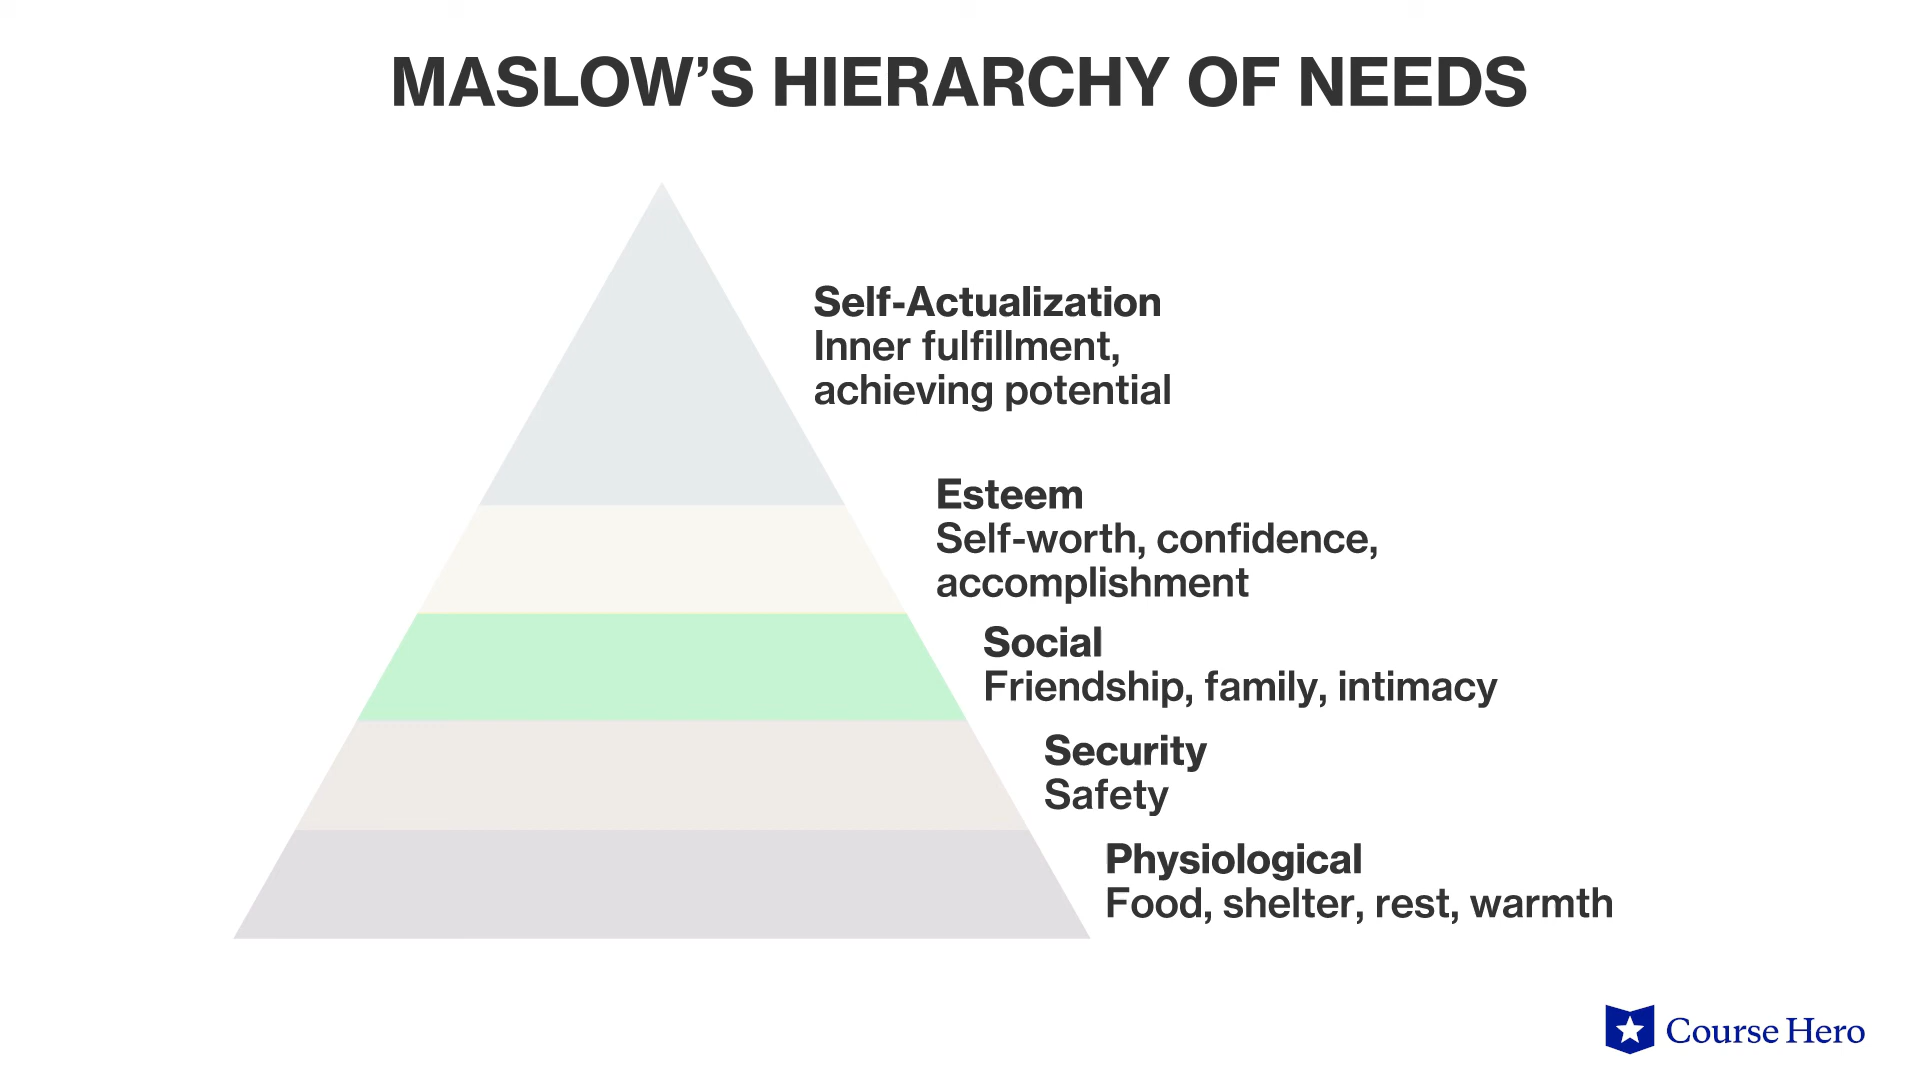 MASLOW’S HIERARCHY OF NEEDS
Self-Actualization
Inner fulfillment,
achieving potential
Esteem
Self-worth, confidence,
accomplishment
Social
Friendship, family, intimacy
Security
Safety
Physiological
Food, shelter, rest, warmth
Course Hero